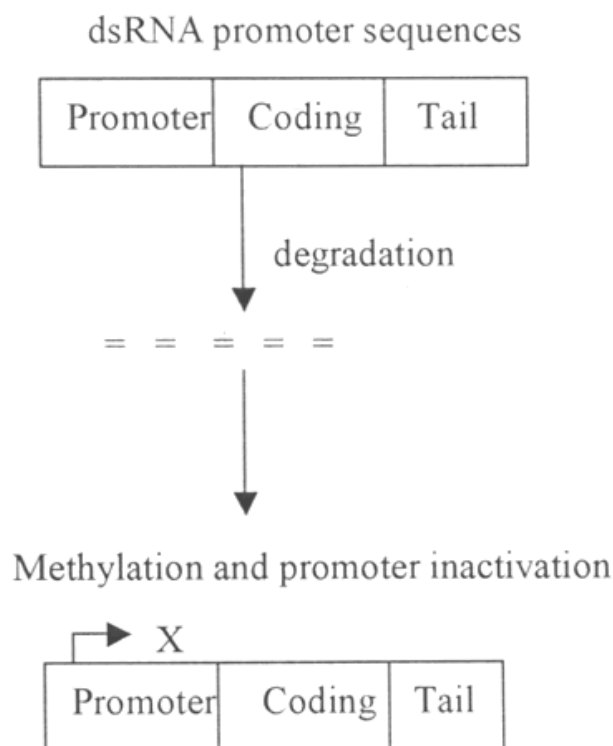 dsRNA promoter sequences
Promoter Coding Tail
degradation
= = = = =
Methylation and promoter inactivation
X
Promoter Coding Tail